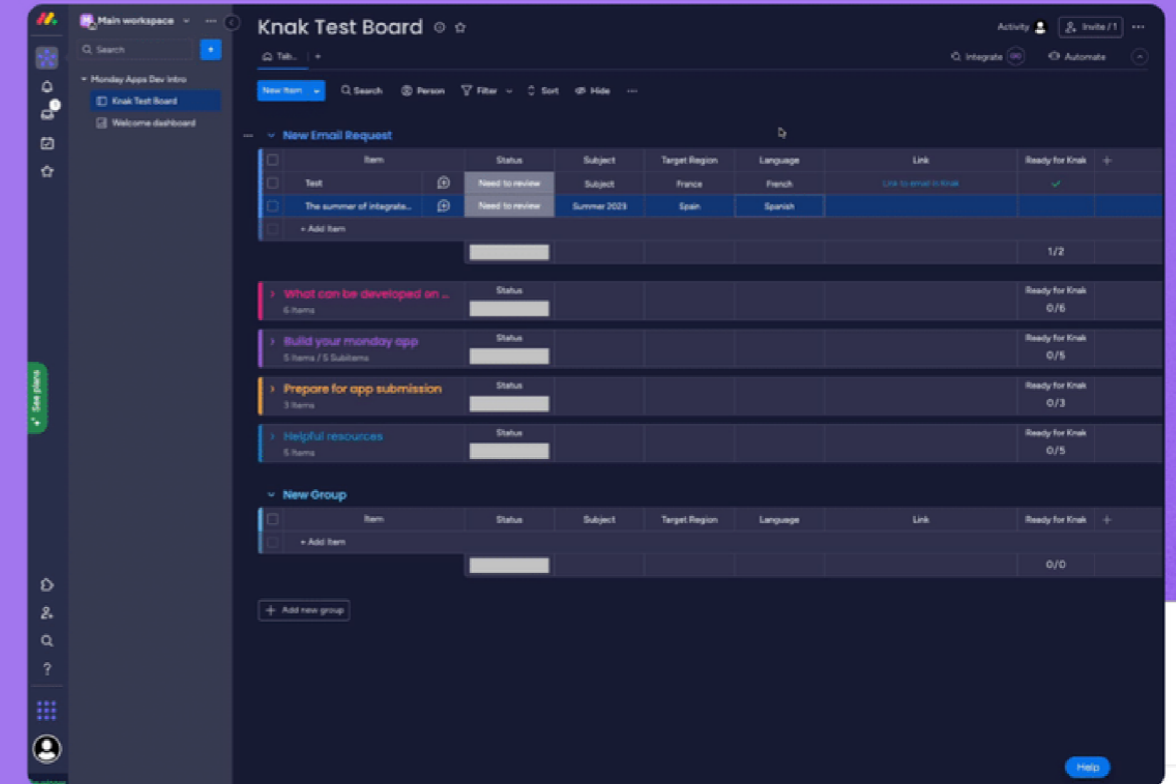 Main workspace
Search
Monday Apps Dev Intro
Knak Test Board
Welcome dashboard
See plans
Knak Test Board
Activity
Invite / 1
Tab..
Integrate
Automate
New Item
Search
Person
Filter
Sort
Hide
New Email Request
Item Status Subject Target Region Language Link Ready for Knak
Test Need to review Subject France French Link to email in Knak
The summer of integrate... Need to review Summer 2023 Spain Spanish
+ Add Item
1/2
What can be developed on ... Status Ready for Knak
6 Items 0/6
Build your monday app Status Ready for Knak
5 Items / 5 Subitems 0/5
Prepare for app submission Status Ready for Knak
3 Items 0/3
Helpful resources Status Ready for Knak
5 Items 0/5
New Group
Item Status Subject Target Region Language Link Ready for Knak
+ Add Item
0/0
+ Add new group
Help